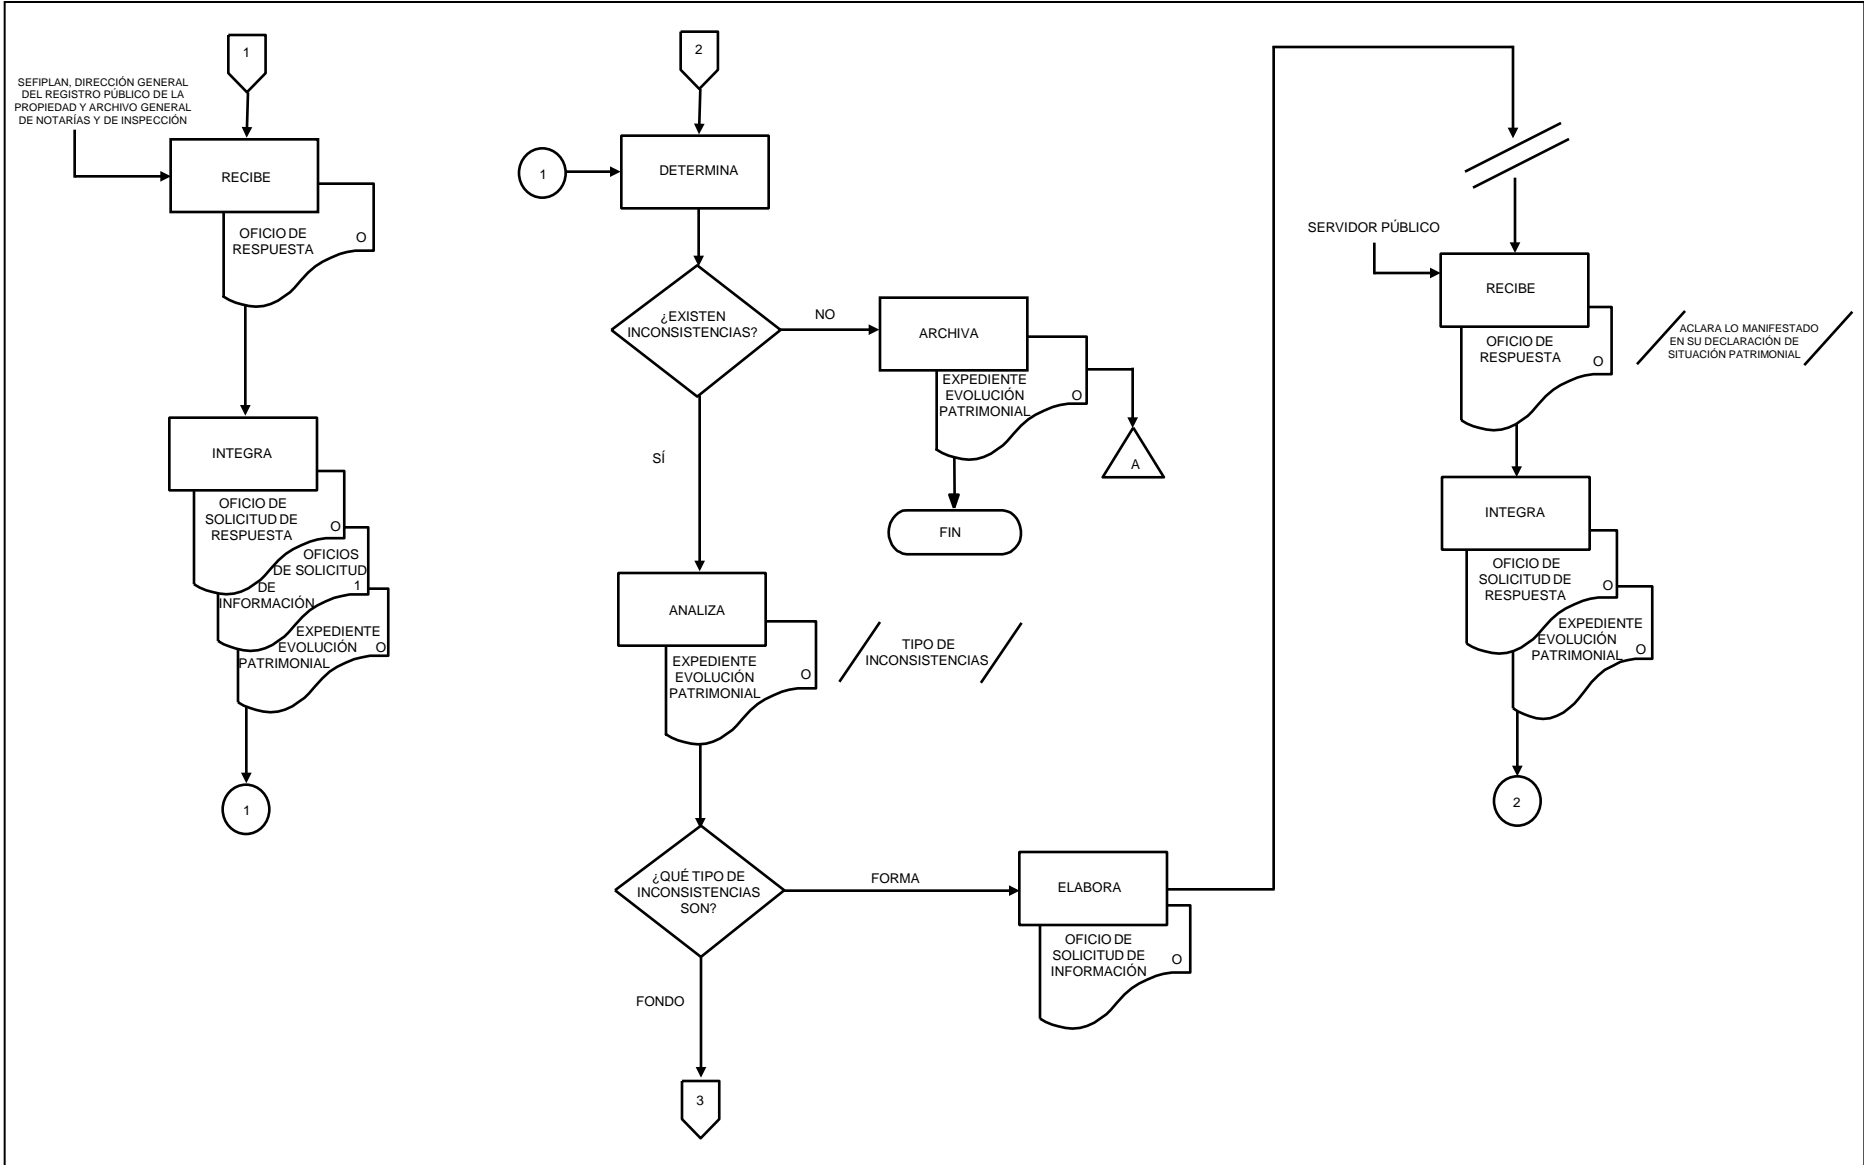 1
SEFIPLAN, DIRECCIÓN GENERAL
DEL REGISTRO PÚBLICO DE LA
PROPIEDAD Y ARCHIVO GENERAL
DE NOTARÍAS Y DE INSPECCIÓN
RECIBE
OFICIO DE
RESPUESTA
O
INTEGRA
OFICIO DE
SOLICITUD DE
RESPUESTA
O
OFICIOS
DE SOLICITUD
DE
INFORMACIÓN
1
EXPEDIENTE
EVOLUCIÓN
PATRIMONIAL
O
1
2
1
DETERMINA
¿EXISTEN
INCONSISTENCIAS?
NO
ARCHIVA
EXPEDIENTE
EVOLUCIÓN
PATRIMONIAL
O
A
FIN
SÍ
ANALIZA
EXPEDIENTE
EVOLUCIÓN
PATRIMONIAL
O
TIPO DE
INCONSISTENCIAS
¿QUÉ TIPO DE
INCONSISTENCIAS
SON?
FORMA
ELABORA
OFICIO DE
SOLICITUD DE
INFORMACIÓN
O
FONDO
3
SERVIDOR PÚBLICO
RECIBE
OFICIO DE
RESPUESTA
O
ACLARA LO MANIFESTADO
EN SU DECLARACIÓN DE
SITUACIÓN PATRIMONIAL
INTEGRA
OFICIO DE
SOLICITUD DE
RESPUESTA
O
EXPEDIENTE
EVOLUCIÓN
PATRIMONIAL
O
2